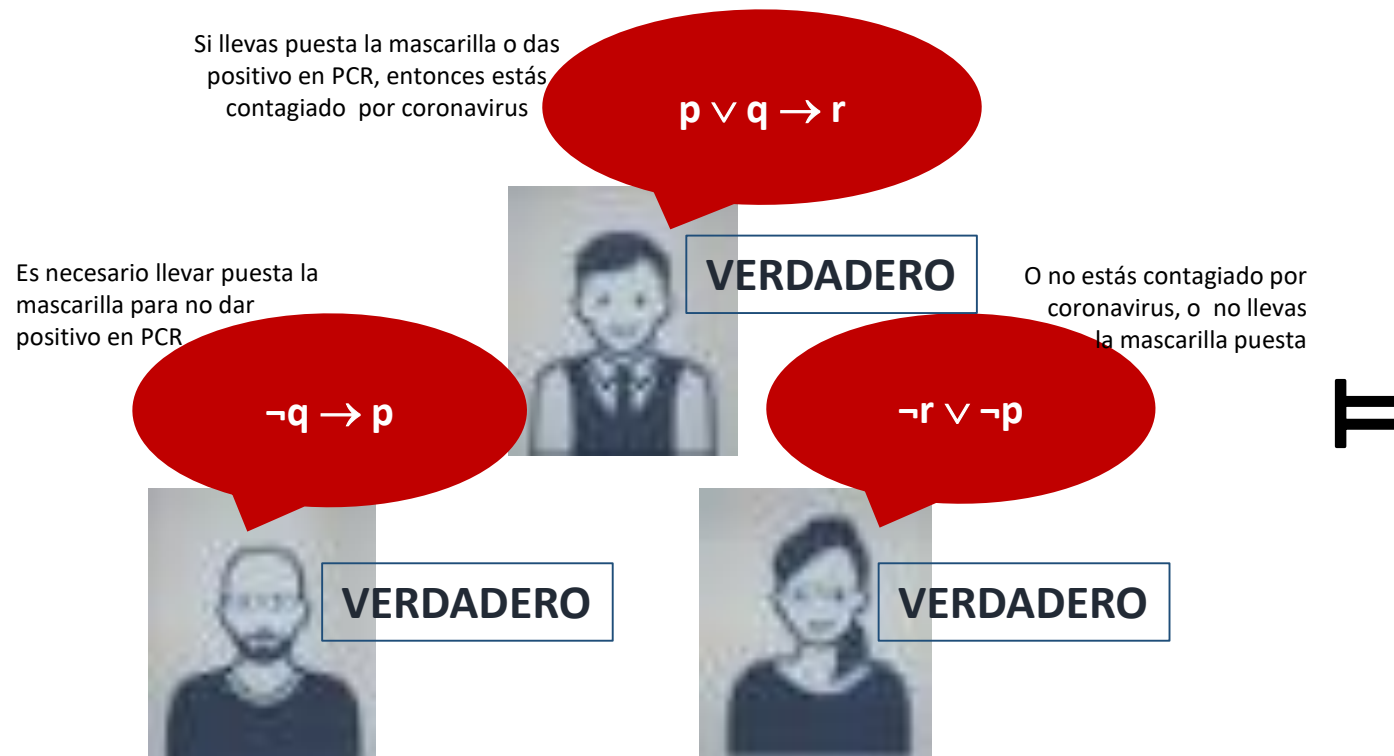 Si llevas puesta la mascarilla o das
positivo en PCR, entonces estás
contagiado por coronavirus
p ∨ q → r
VERDADERO
Es necesario llevar puesta la
mascarilla para no dar
positivo en PCR
¬q → p
VERDADERO
O no estás contagiado por
coronavirus, o no llevas
la mascarilla puesta
¬r ∨ ¬p
VERDADERO
⊨